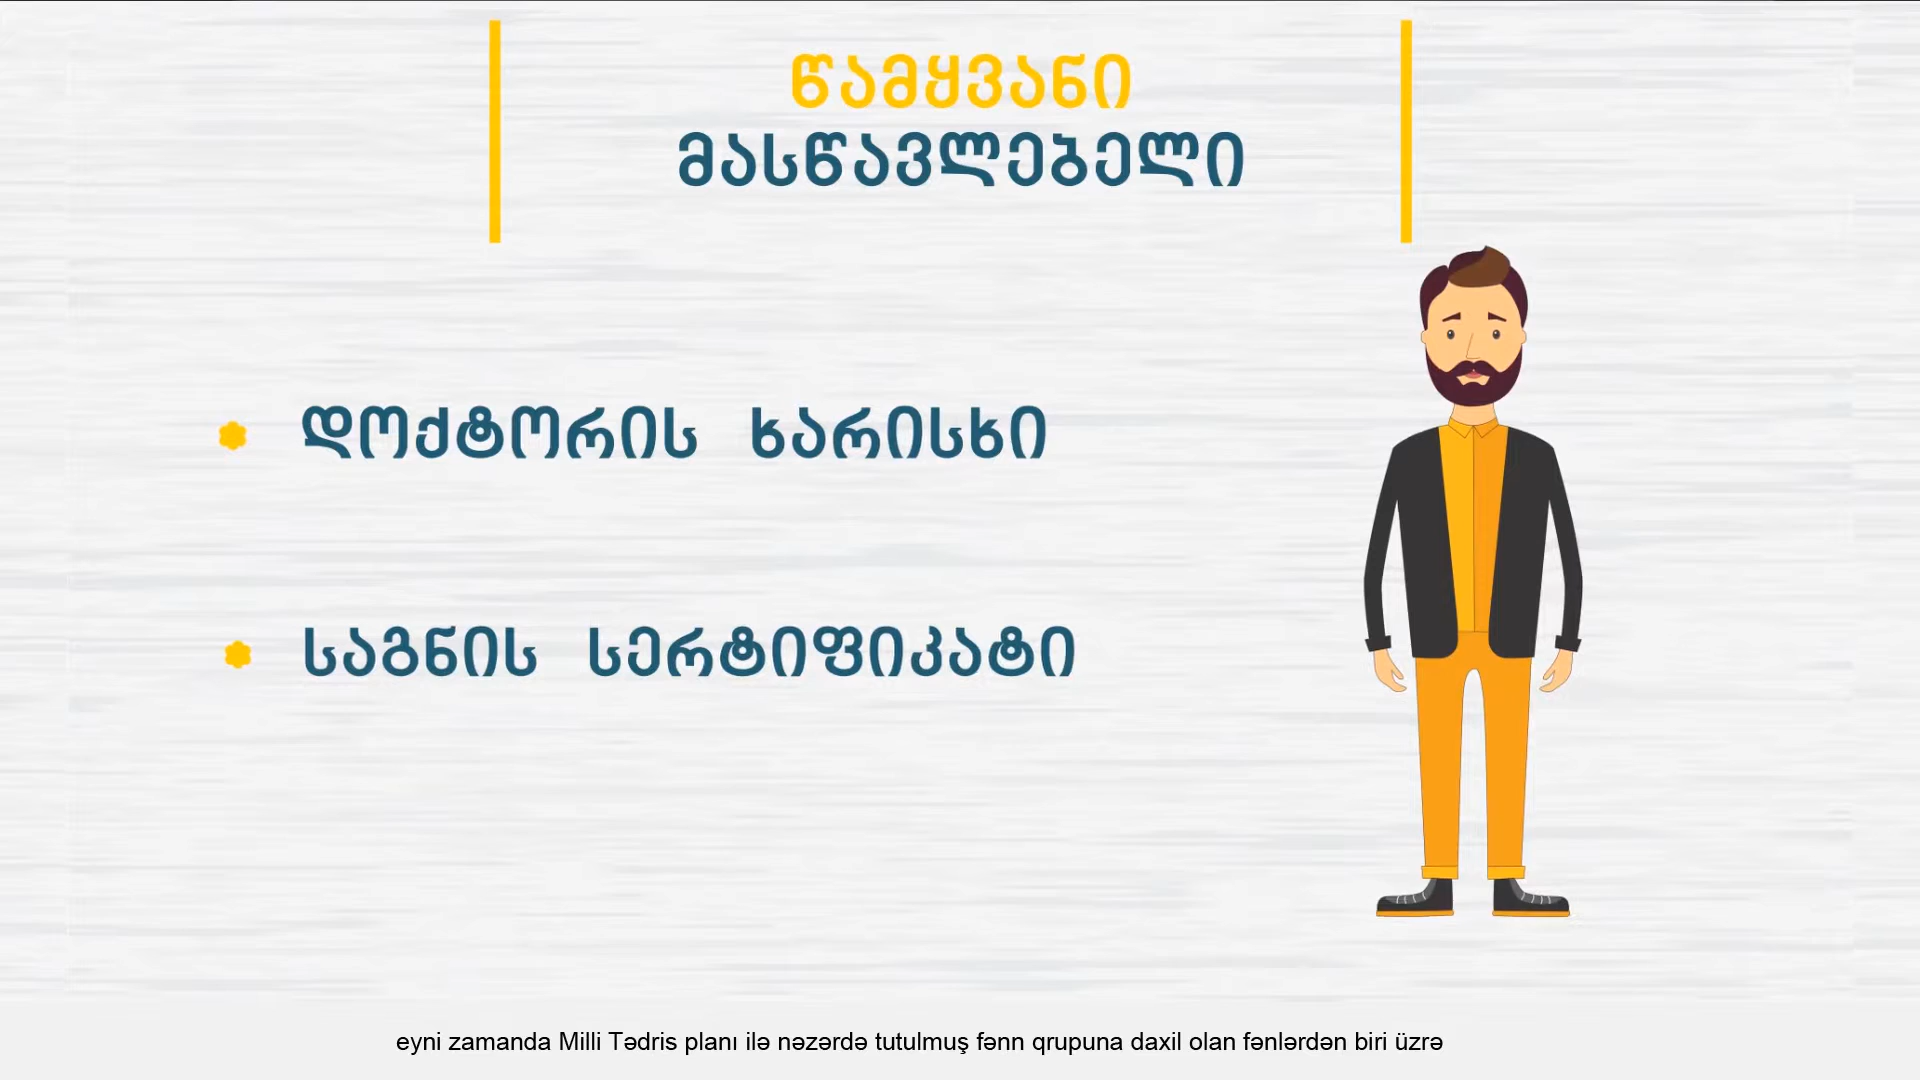 წამყვანი
მასწავლებელი
დოქტორის ხარისხი
საგნის სერტიფიკატი
eyni zamanda Milli Tədris planı ilə nəzərdə tutulmuş fənn qrupuna daxil olan fənlərdən biri üzrə